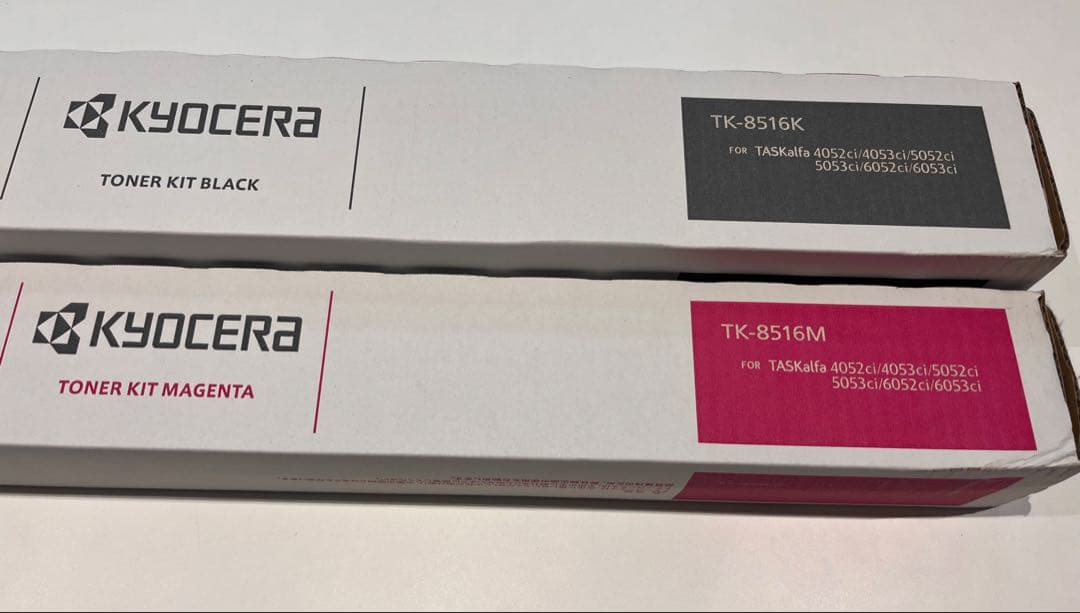 KYOCERA
TONER KIT BLACK
TK-8516K
FOR TASKalfa 4052ci/4053ci/5052ci
5053ci/6052ci/6053ci
KYOCERA
TONER KIT MAGENTA
TK-8516M
FOR TASKalfa 4052ci/4053ci/5052ci
5053ci/6052ci/6053ci